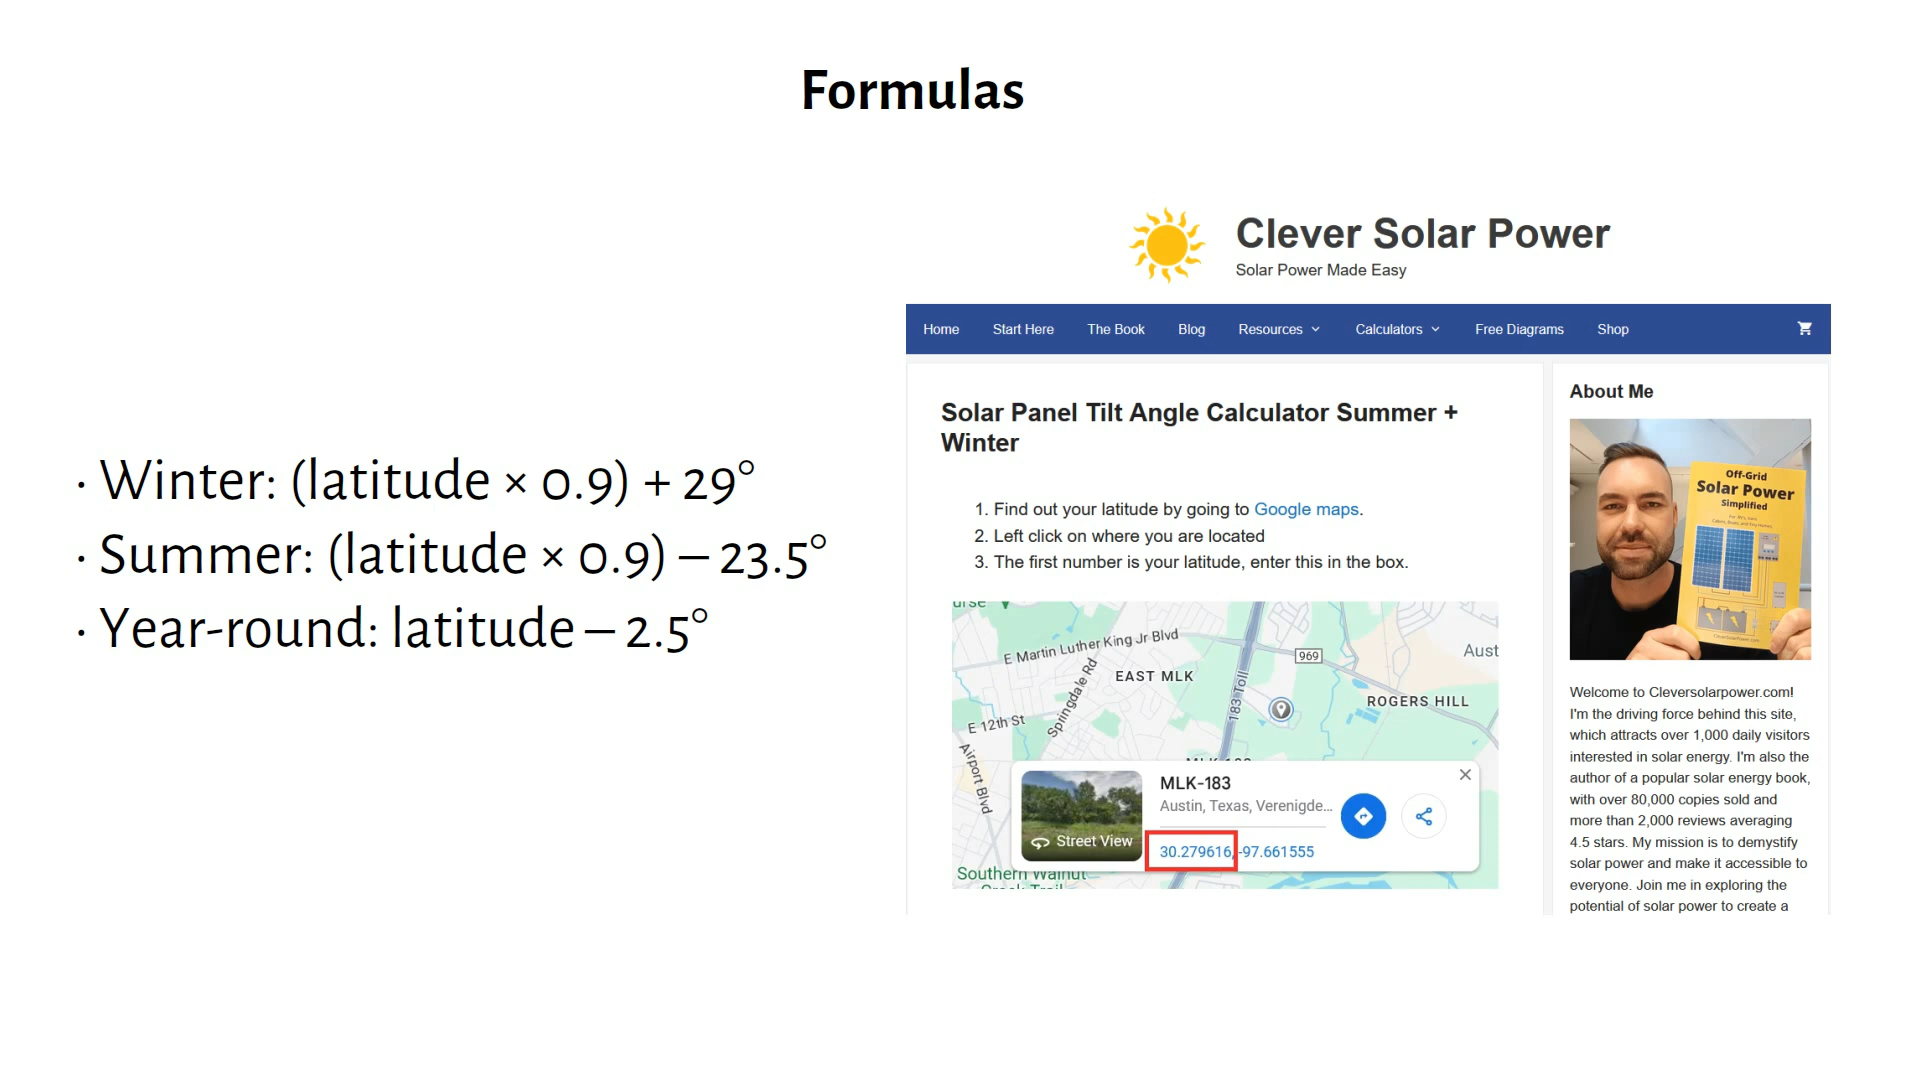 Formulas
· Winter: (latitude × 0.9) + 29°
· Summer: (latitude × 0.9) – 23.5°
· Year-round: latitude – 2.5°
Clever Solar Power
Solar Power Made Easy
Home Start Here The Book Blog Resources Calculators Free Diagrams Shop
Solar Panel Tilt Angle Calculator Summer +
Winter
1. Find out your latitude by going to Google maps.
2. Left click on where you are located
3. The first number is your latitude, enter this in the box.
E Martin Luther King Jr Blvd
969
Aust
EAST MLK
Springdale Rd
183 Toll
ROGERS HILL
E 12th St
Airport Blvd
MLK-183
Austin, Texas, Verenigde...
Street View
30.279616, -97.661555
Southern Walnut
Creek Trail
About Me
Off-Grid
Solar Power
Simplified
Welcome to Cleversolarpower.com!
I'm the driving force behind this site,
which attracts over 1,000 daily visitors
interested in solar energy. I'm also the
author of a popular solar energy book,
with over 80,000 copies sold and
more than 2,000 reviews averaging
4.5 stars. My mission is to demystify
solar power and make it accessible to
everyone. Join me in exploring the
potential of solar power to create a